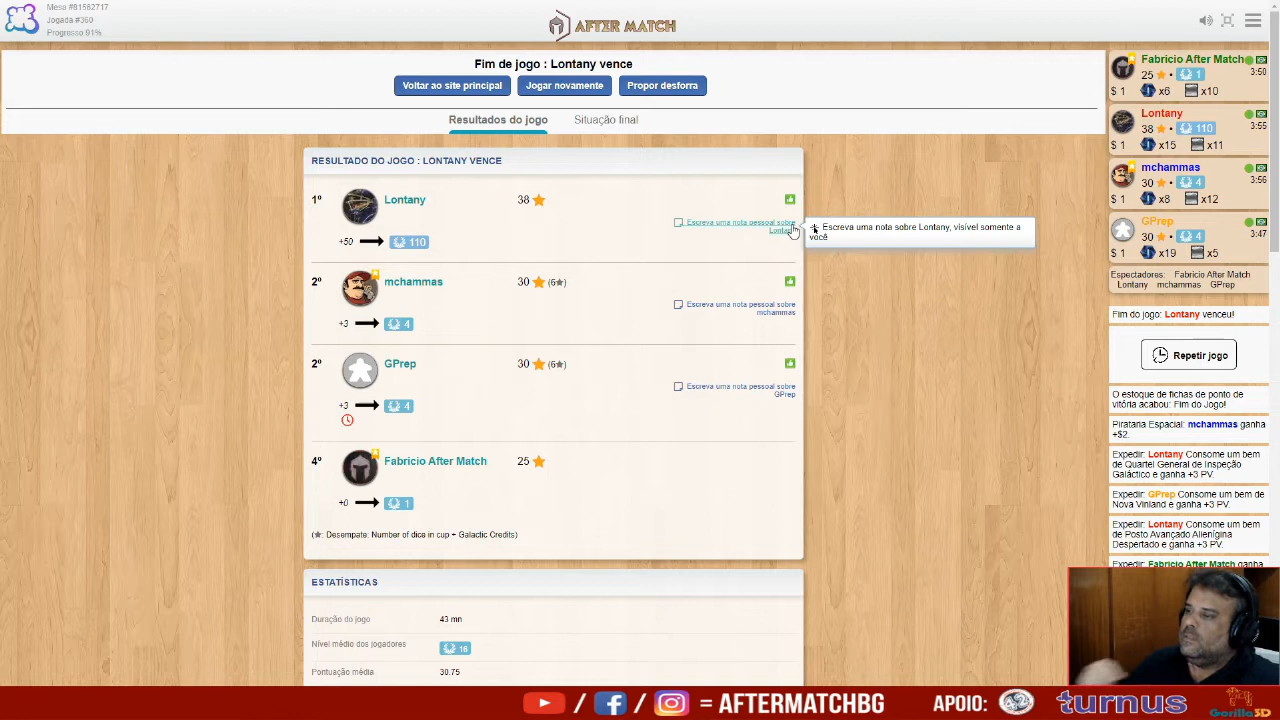 Mesa #81562717
Jogada #360
Progresso 91%
AFTER MATCH
Fim de jogo : Lontany vence
Voltar ao site principal
Jogar novamente
Propor desforra
Resultados do jogo
Situação final
RESULTADO DO JOGO : LONTANY VENCE
1º
Lontany
38
Escreva uma nota pessoal sobre
Lontany
Escreva uma nota sobre Lontany, visível somente a
você
+50
110
2º
mchammas
30 (6★)
Escreva uma nota pessoal sobre
mchammas
+3
4
2º
GPrep
30 (6★)
Escreva uma nota pessoal sobre
GPrep
+3
4
4º
Fabricio After Match
25
+0
1
(★: Desempate: Number of dice in cup + Galactic Credits)
ESTATÍSTICAS
Duração do jogo
43 mn
Nível médio dos jogadores
16
Pontuação média
30.75
Fabricio After Match
25 ★ • 1
3:50
$ 1 x6 x10
Lontany
38 ★ • 110
3:55
$ 1 x15 x11
mchammas
30 ★ • 4
3:56
$ 1 x8 x12
GPrep
30 ★ • 4
3:47
$ 1 x19 x5
Espectadores: Fabricio After Match
Lontany mchammas GPrep
Fim do jogo: Lontany venceu!
Repetir jogo
O estoque de fichas de ponto de
vitória acabou: Fim do Jogo!
Pirataria Espacial: mchammas ganha
+$2.
Expedir: Lontany Consome um bem
de Quartel General de Inspeção
Galáctico e ganha +3 PV.
Expedir: GPrep Consome um bem de
Nova Vinland e ganha +3 PV.
Expedir: Lontany Consome um bem
de Posto Avançado Alienígina
Despertado e ganha +3 PV.
Expedir: Fabricio After Match ganha
/ / = AFTERMATCHBG
APOIO:
turnus
Gorilla3D